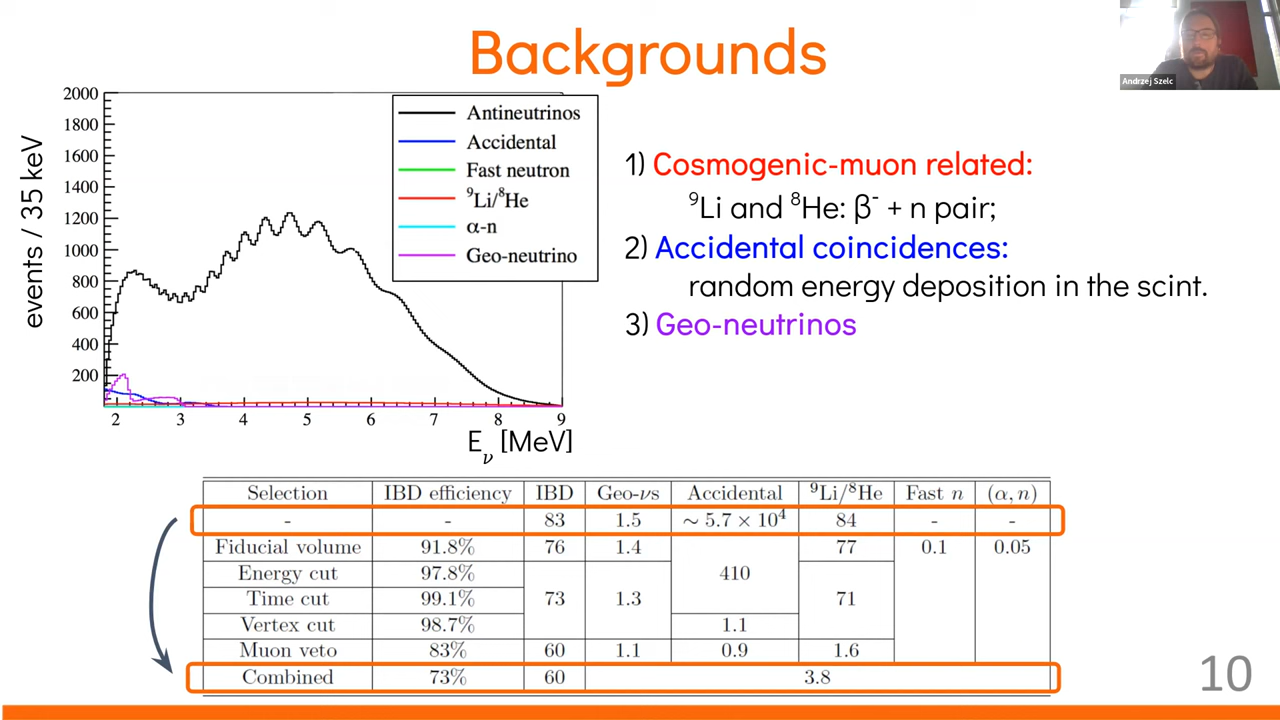 Backgrounds
Andrzej Szelc
2000
1800
1600
1400
1200
1000
800
600
400
200
events / 35 keV
Antineutrinos
Accidental
Fast neutron
⁹Li/⁸He
α-n
Geo-neutrino
2 3 4 5 6 7 8 9
Eν [MeV]
1) Cosmogenic-muon related:
⁹Li and ⁸He: β⁻ + n pair;
2) Accidental coincidences:
random energy deposition in the scint.
3) Geo-neutrinos
Selection IBD efficiency IBD Geo-νs Accidental ⁹Li/⁸He Fast n (α, n)
- - 83 1.5 ~ 5.7 × 10⁴ 84 - -
Fiducial volume 91.8% 76 1.4 77 0.1 0.05
Energy cut 97.8% 410
Time cut 99.1% 73 1.3 71
Vertex cut 98.7% 1.1
Muon veto 83% 60 1.1 0.9 1.6
Combined 73% 60 3.8
10